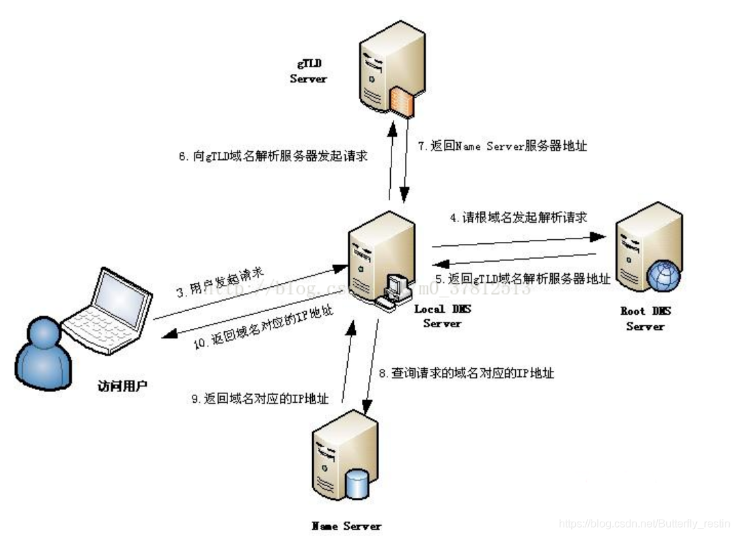 gTLD
Server
6. 向gTLD域名解析服务器发起请求
7.返回Name Server服务器地址
4.请根域名发起解析请求
3.用户发起请求
5.返回gTLD域名解析服务器地址
Local DNS
Server
Root DNS
Server
10.返回域名对应的IP地址
访问用户
9.返回域名对应的IP地址
8.查询请求的域名对应的IP地址
Name Server
https://blog.csdn.net/Butterfly_resting